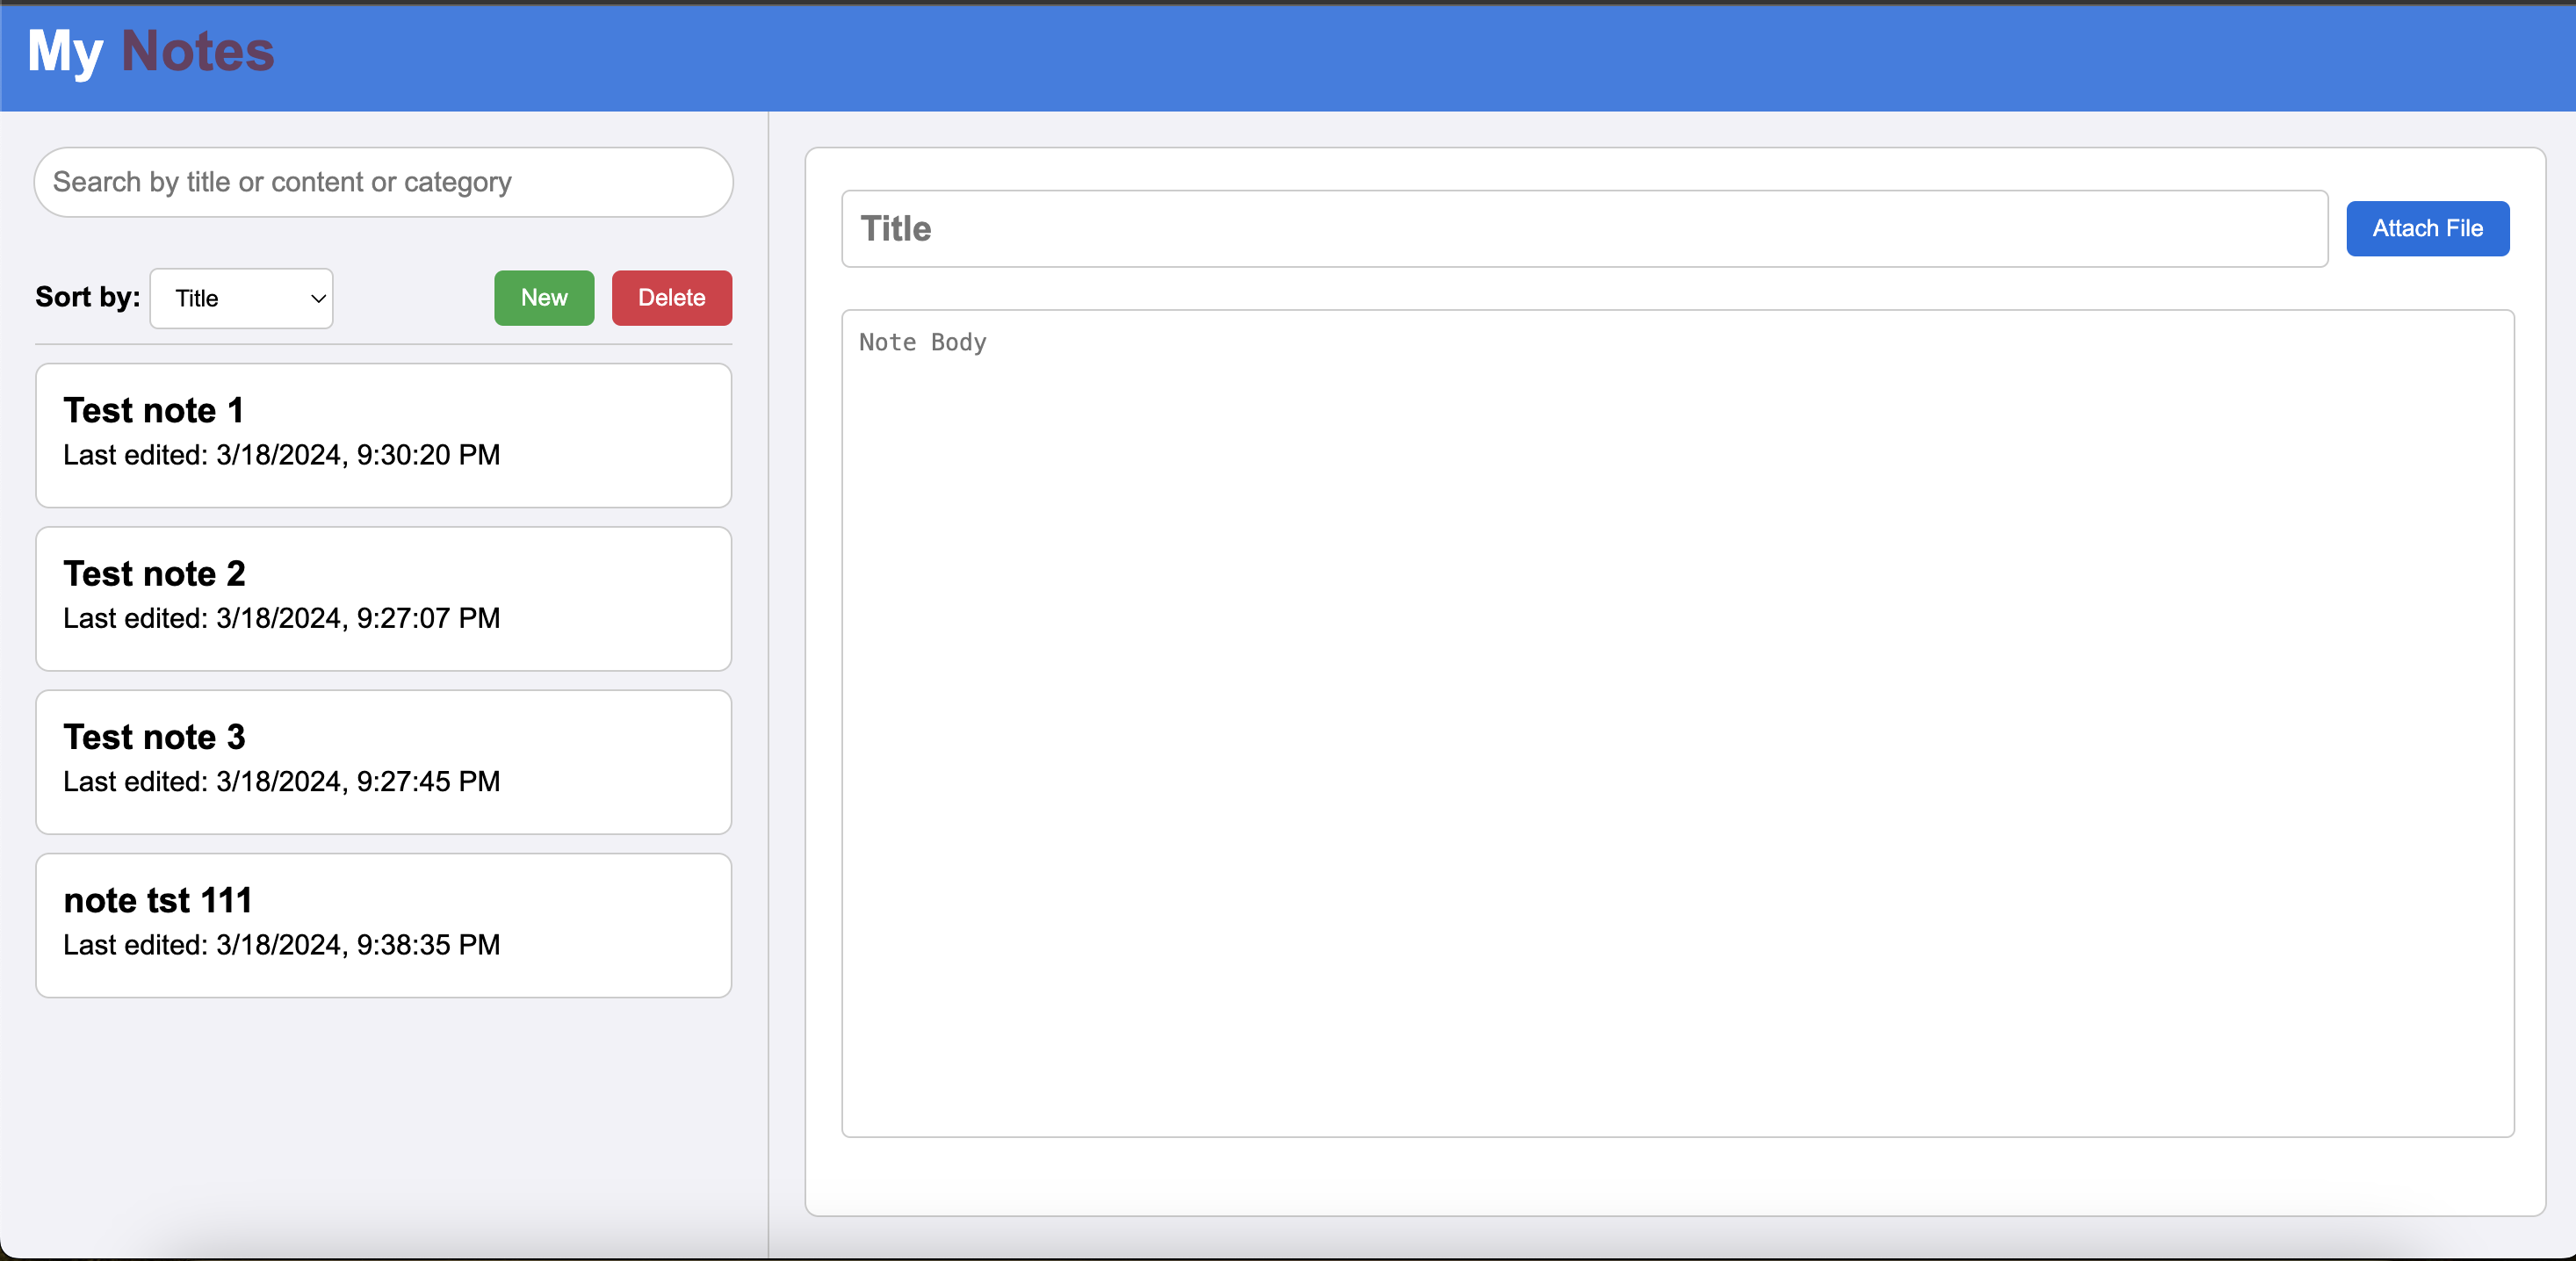 My Notes
Search by title or content or category
Sort by: Title New Delete
Test note 1
Last edited: 3/18/2024, 9:30:20 PM
Test note 2
Last edited: 3/18/2024, 9:27:07 PM
Test note 3
Last edited: 3/18/2024, 9:27:45 PM
note tst 111
Last edited: 3/18/2024, 9:38:35 PM
Title
Attach File
Note Body